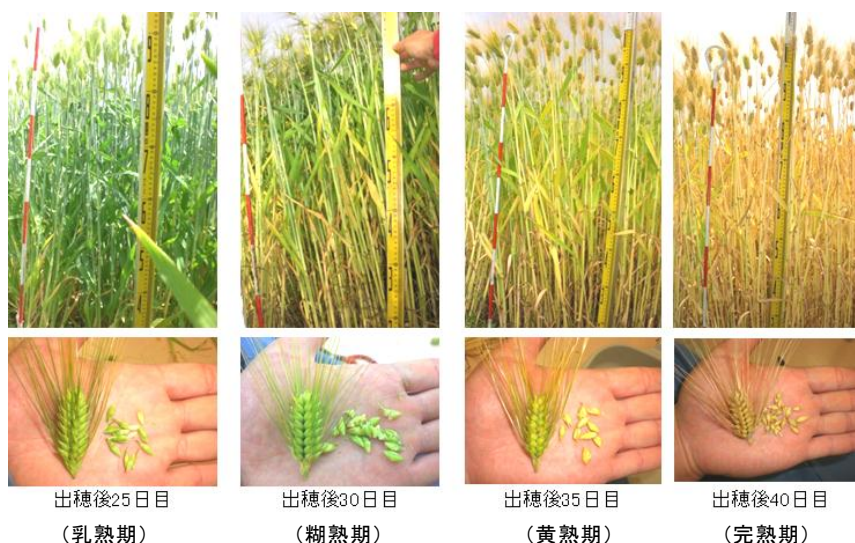 出穂後25日目
(乳熟期)
出穂後30日目
(糊熟期)
出穂後35日目
(黄熟期)
出穂後40日目
(完熟期)